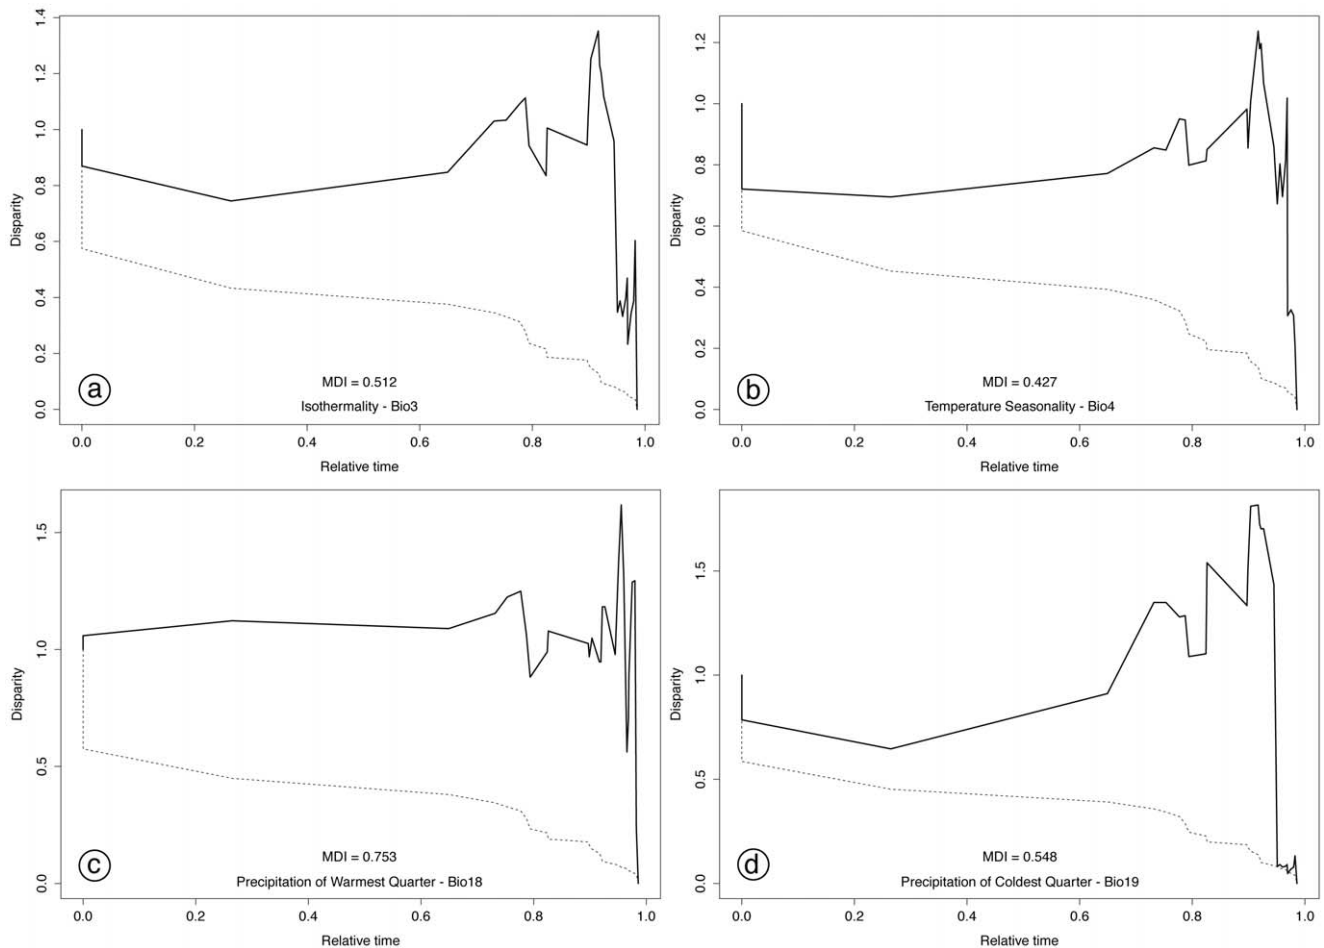 1.4
1.2
1.0
0.8
0.6
0.4
0.2
0.0
Disparity
MDI = 0.512
Isothermality - Bio3
a
0.0 0.2 0.4 0.6 0.8 1.0
Relative time
1.2
1.0
0.8
0.6
0.4
0.2
0.0
Disparity
MDI = 0.427
Temperature Seasonality - Bio4
b
0.0 0.2 0.4 0.6 0.8 1.0
Relative time
1.5
1.0
0.5
0.0
Disparity
MDI = 0.753
Precipitation of Warmest Quarter - Bio18
c
0.0 0.2 0.4 0.6 0.8 1.0
Relative time
1.5
1.0
0.5
0.0
Disparity
MDI = 0.548
Precipitation of Coldest Quarter - Bio19
d
0.0 0.2 0.4 0.6 0.8 1.0
Relative time